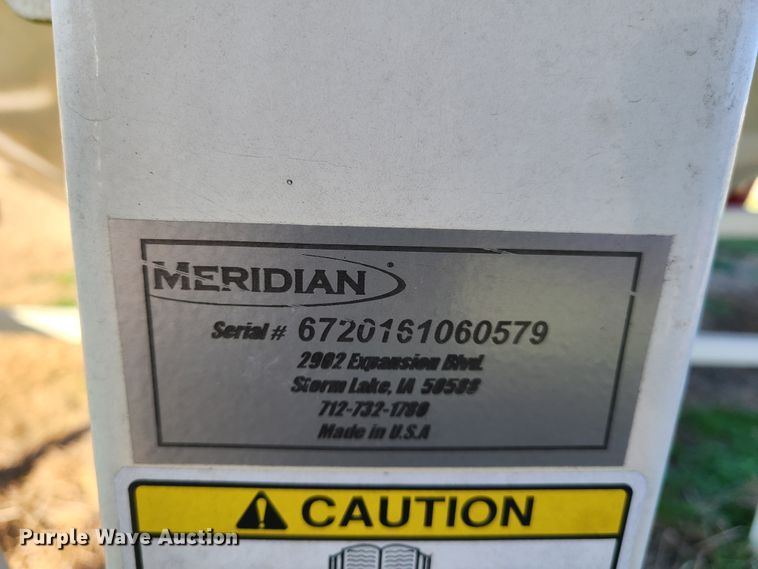 MERIDIAN
Serial # 6720161060579
2902 Expansion Blvd.
Storm Lake, IA 50588
712-732-1780
Made in U.S.A
CAUTION
Purple Wave Auction